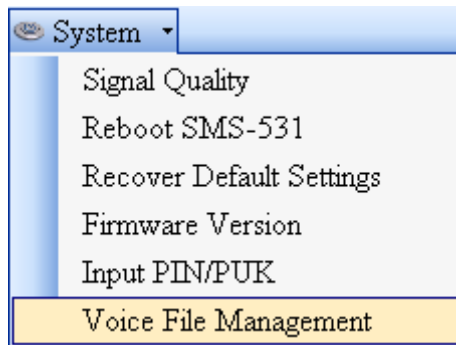 System
Signal Quality
Reboot SMS-531
Recover Default Settings
Firmware Version
Input PIN/PUK
Voice File Management